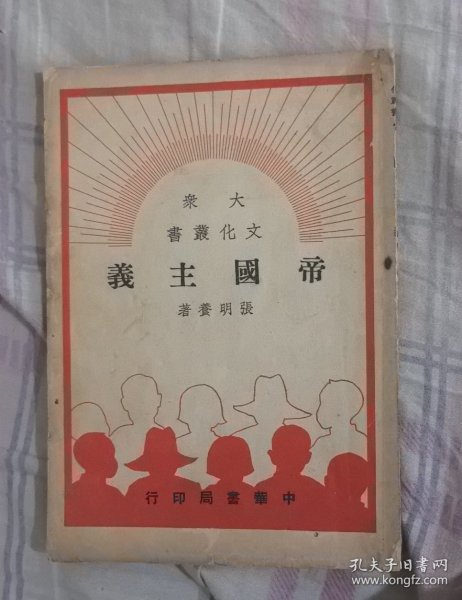 大衆
文化叢書
帝國主義
張明養著
中華書局印行
孔夫子旧书网
www.kongfz.com